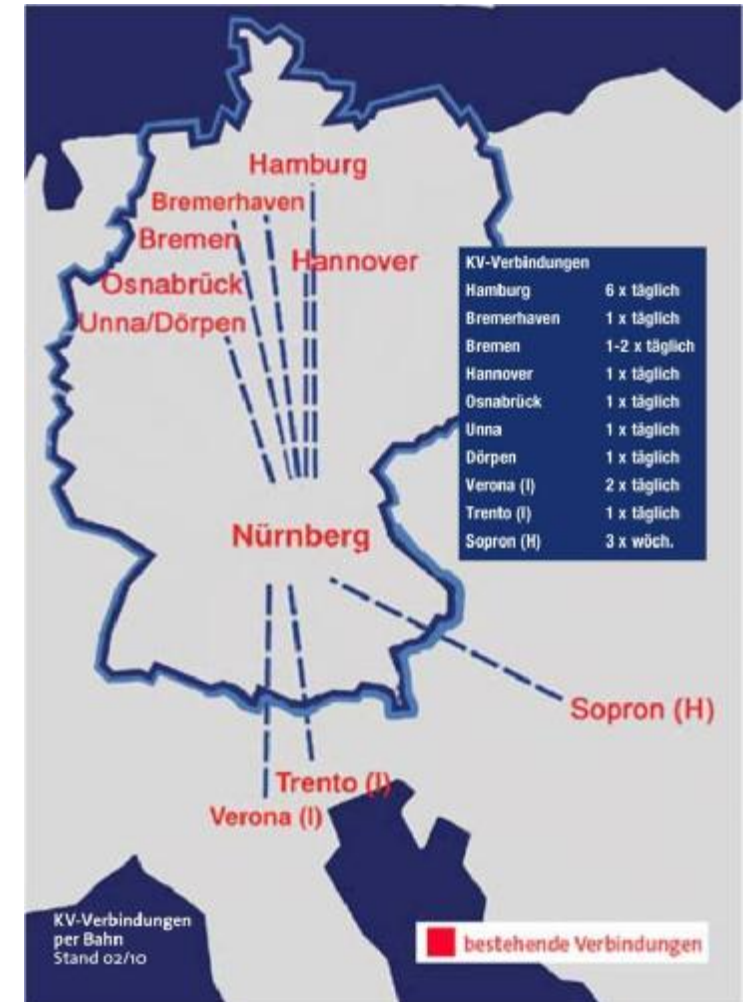 Hamburg
Bremerhaven
Bremen
Hannover
Osnabrück
Unna/Dörpen
KV-Verbindungen
Hamburg 6 x täglich
Bremerhaven 1 x täglich
Bremen 1-2 x täglich
Hannover 1 x täglich
Osnabrück 1 x täglich
Unna 1 x täglich
Dörpen 1 x täglich
Verona (I) 2 x täglich
Trento (I) 1 x täglich
Sopron (H) 3 x wöch.
Nürnberg
Sopron (H)
Trento (I)
Verona (I)
KV-Verbindungen
per Bahn
Stand 02/10
bestehende Verbindungen